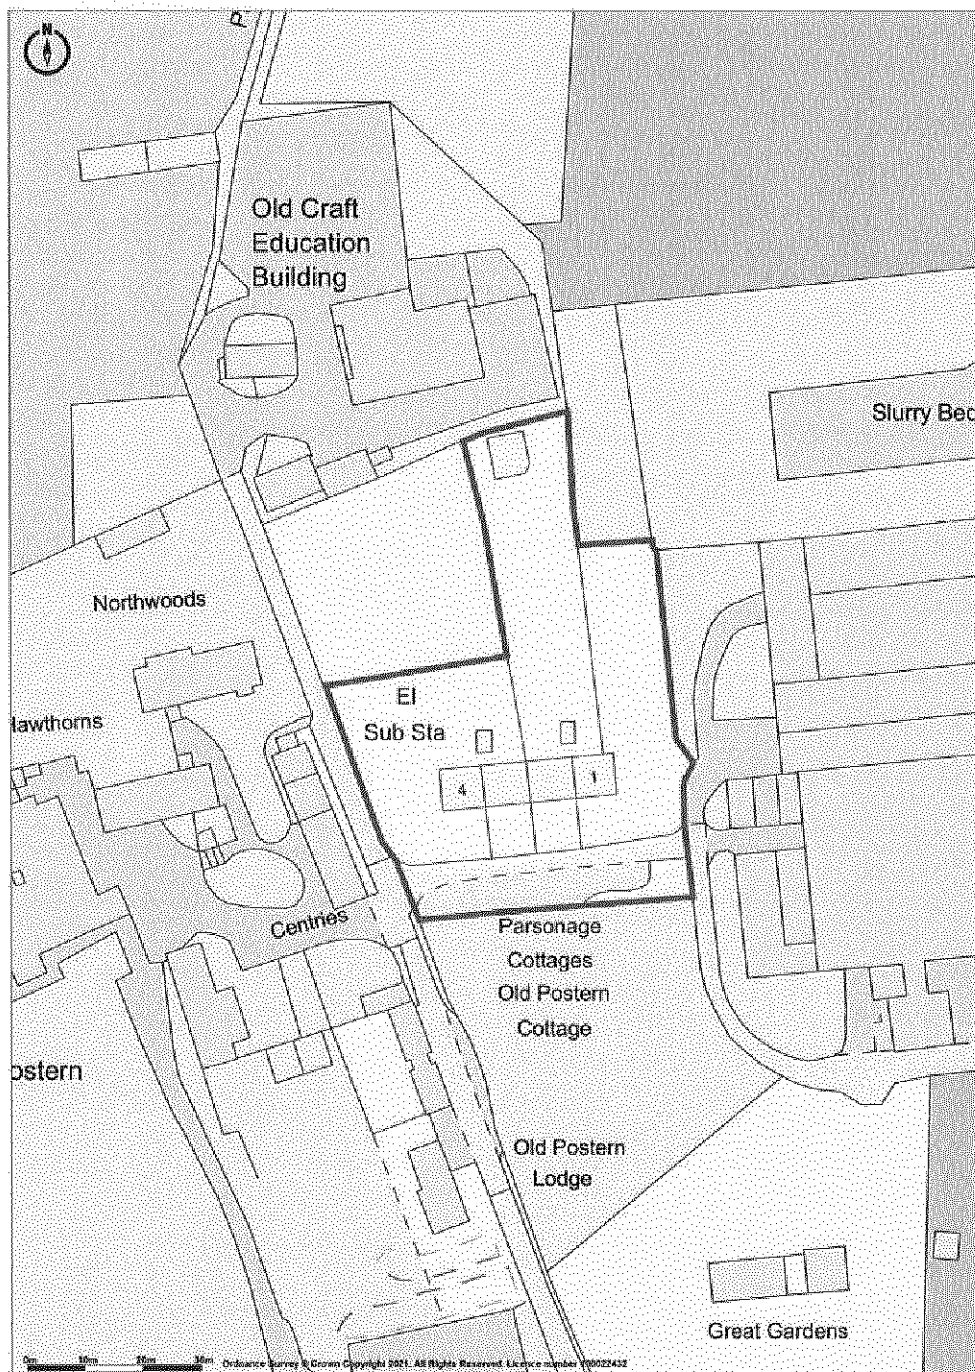 N
Old Craft
Education
Building
Slurry Bed
Northwoods
Hawthorns
El
Sub Sta
4
1
Centries
Parsonage
Cottages
Old Postern
Cottage
ostern
Old Postern
Lodge
Great Gardens
0m 10m 20m 30m
Ordnance Survey © Crown Copyright 2021. All Rights Reserved. Licence number 100022432